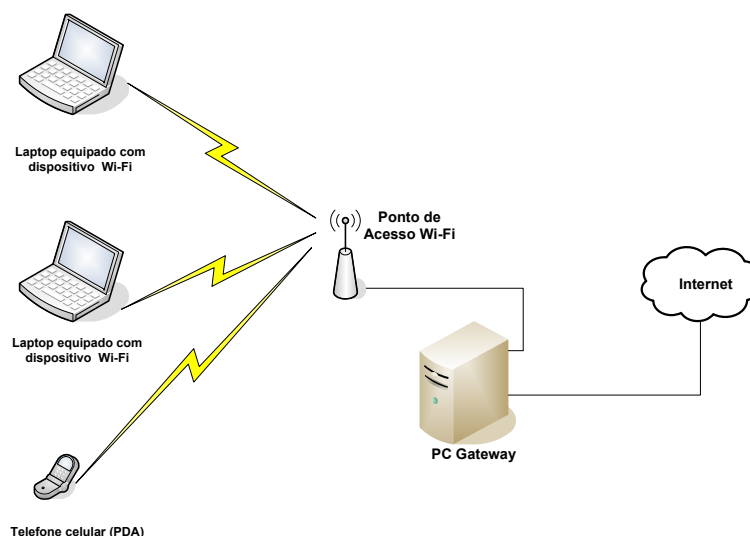 Laptop equipado com
dispositivo Wi-Fi
Ponto de
Acesso Wi-Fi
Internet
Laptop equipado com
dispositivo Wi-Fi
PC Gateway
Telefone celular (PDA)